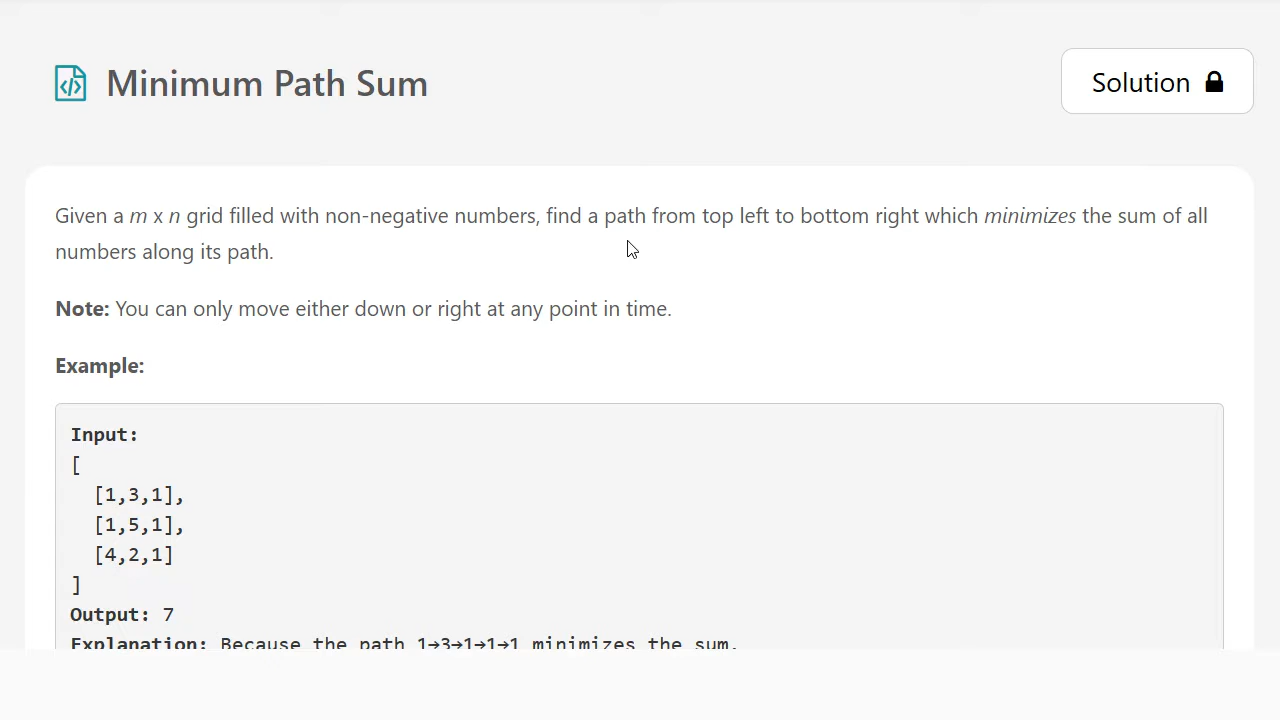 Minimum Path Sum
Solution
Given a m x n grid filled with non-negative numbers, find a path from top left to bottom right which minimizes the sum of all
numbers along its path.
Note: You can only move either down or right at any point in time.
Example:
Input:
[
  [1,3,1],
  [1,5,1],
  [4,2,1]
]
Output: 7
Explanation: Because the path 1→3→1→1→1 minimizes the sum.